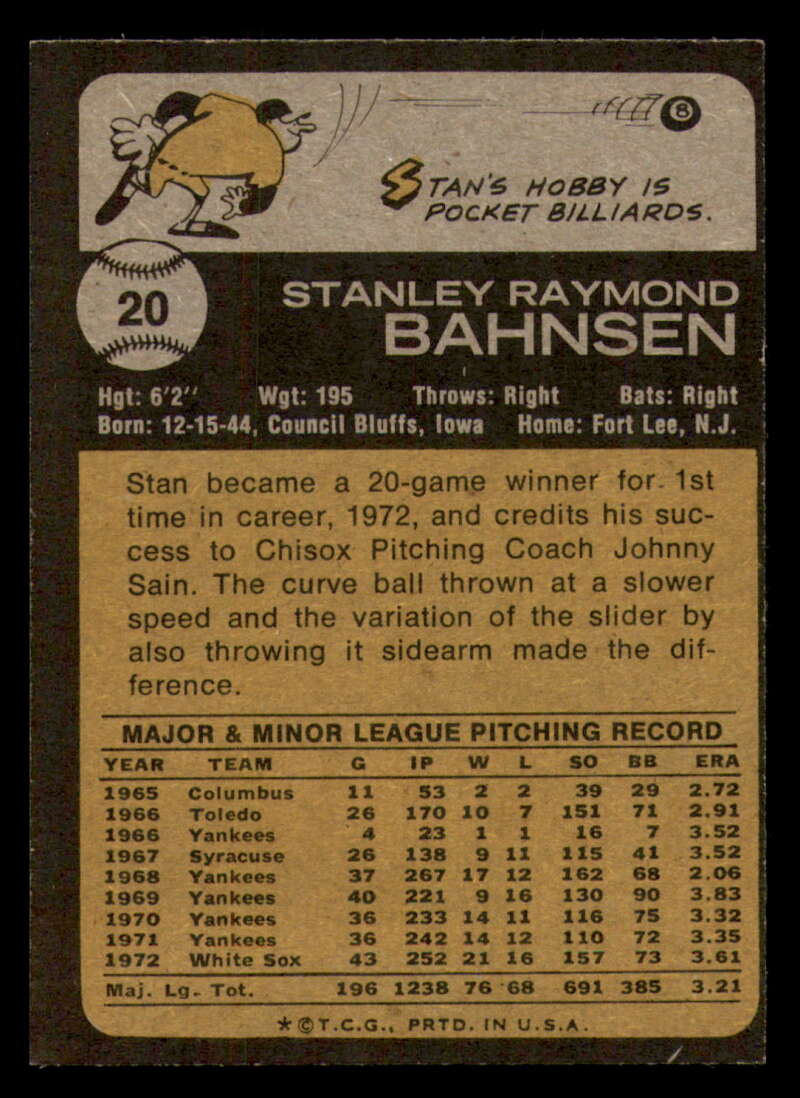 8
STAN'S HOBBY IS
POCKET BILLIARDS.
20
STANLEY RAYMOND
BAHNSEN
Hgt: 6'2" Wgt: 195 Throws: Right Bats: Right
Born: 12-15-44, Council Bluffs, Iowa Home: Fort Lee, N.J.
Stan became a 20-game winner for 1st
time in career, 1972, and credits his suc-
cess to Chisox Pitching Coach Johnny
Sain. The curve ball thrown at a slower
speed and the variation of the slider by
also throwing it sidearm made the dif-
ference.
MAJOR & MINOR LEAGUE PITCHING RECORD
YEAR TEAM G IP W L SO BB ERA
1965 Columbus 11 53 2 2 39 29 2.72
1966 Toledo 26 170 10 7 151 71 2.91
1966 Yankees 4 23 1 1 16 7 3.52
1967 Syracuse 26 138 9 11 115 41 3.52
1968 Yankees 37 267 17 12 162 68 2.06
1969 Yankees 40 221 9 16 130 90 3.83
1970 Yankees 36 233 14 11 116 75 3.32
1971 Yankees 36 242 14 12 110 72 3.35
1972 White Sox 43 252 21 16 157 73 3.61
Maj. Lg. Tot. 196 1238 76 68 691 385 3.21
*©T.C.G., PRTD. IN U.S.A.